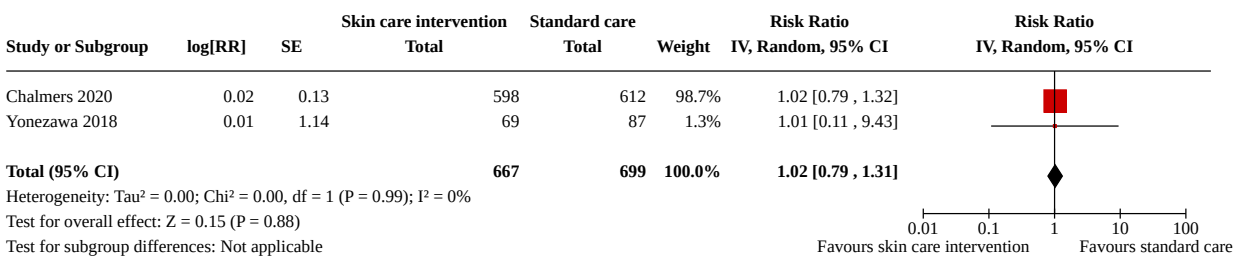 Skin care intervention Standard care Risk Ratio Risk Ratio
Study or Subgroup log[RR] SE Total Total Weight IV, Random, 95% CI IV, Random, 95% CI
Chalmers 2020 0.02 0.13 598 612 98.7% 1.02 [0.79 , 1.32]
Yonezawa 2018 0.01 1.14 69 87 1.3% 1.01 [0.11 , 9.43]
Total (95% CI) 667 699 100.0% 1.02 [0.79 , 1.31]
Heterogeneity: Tau² = 0.00; Chi² = 0.00, df = 1 (P = 0.99); I² = 0%
Test for overall effect: Z = 0.15 (P = 0.88)
Test for subgroup differences: Not applicable
0.01 0.1 1 10 100
Favours skin care intervention Favours standard care